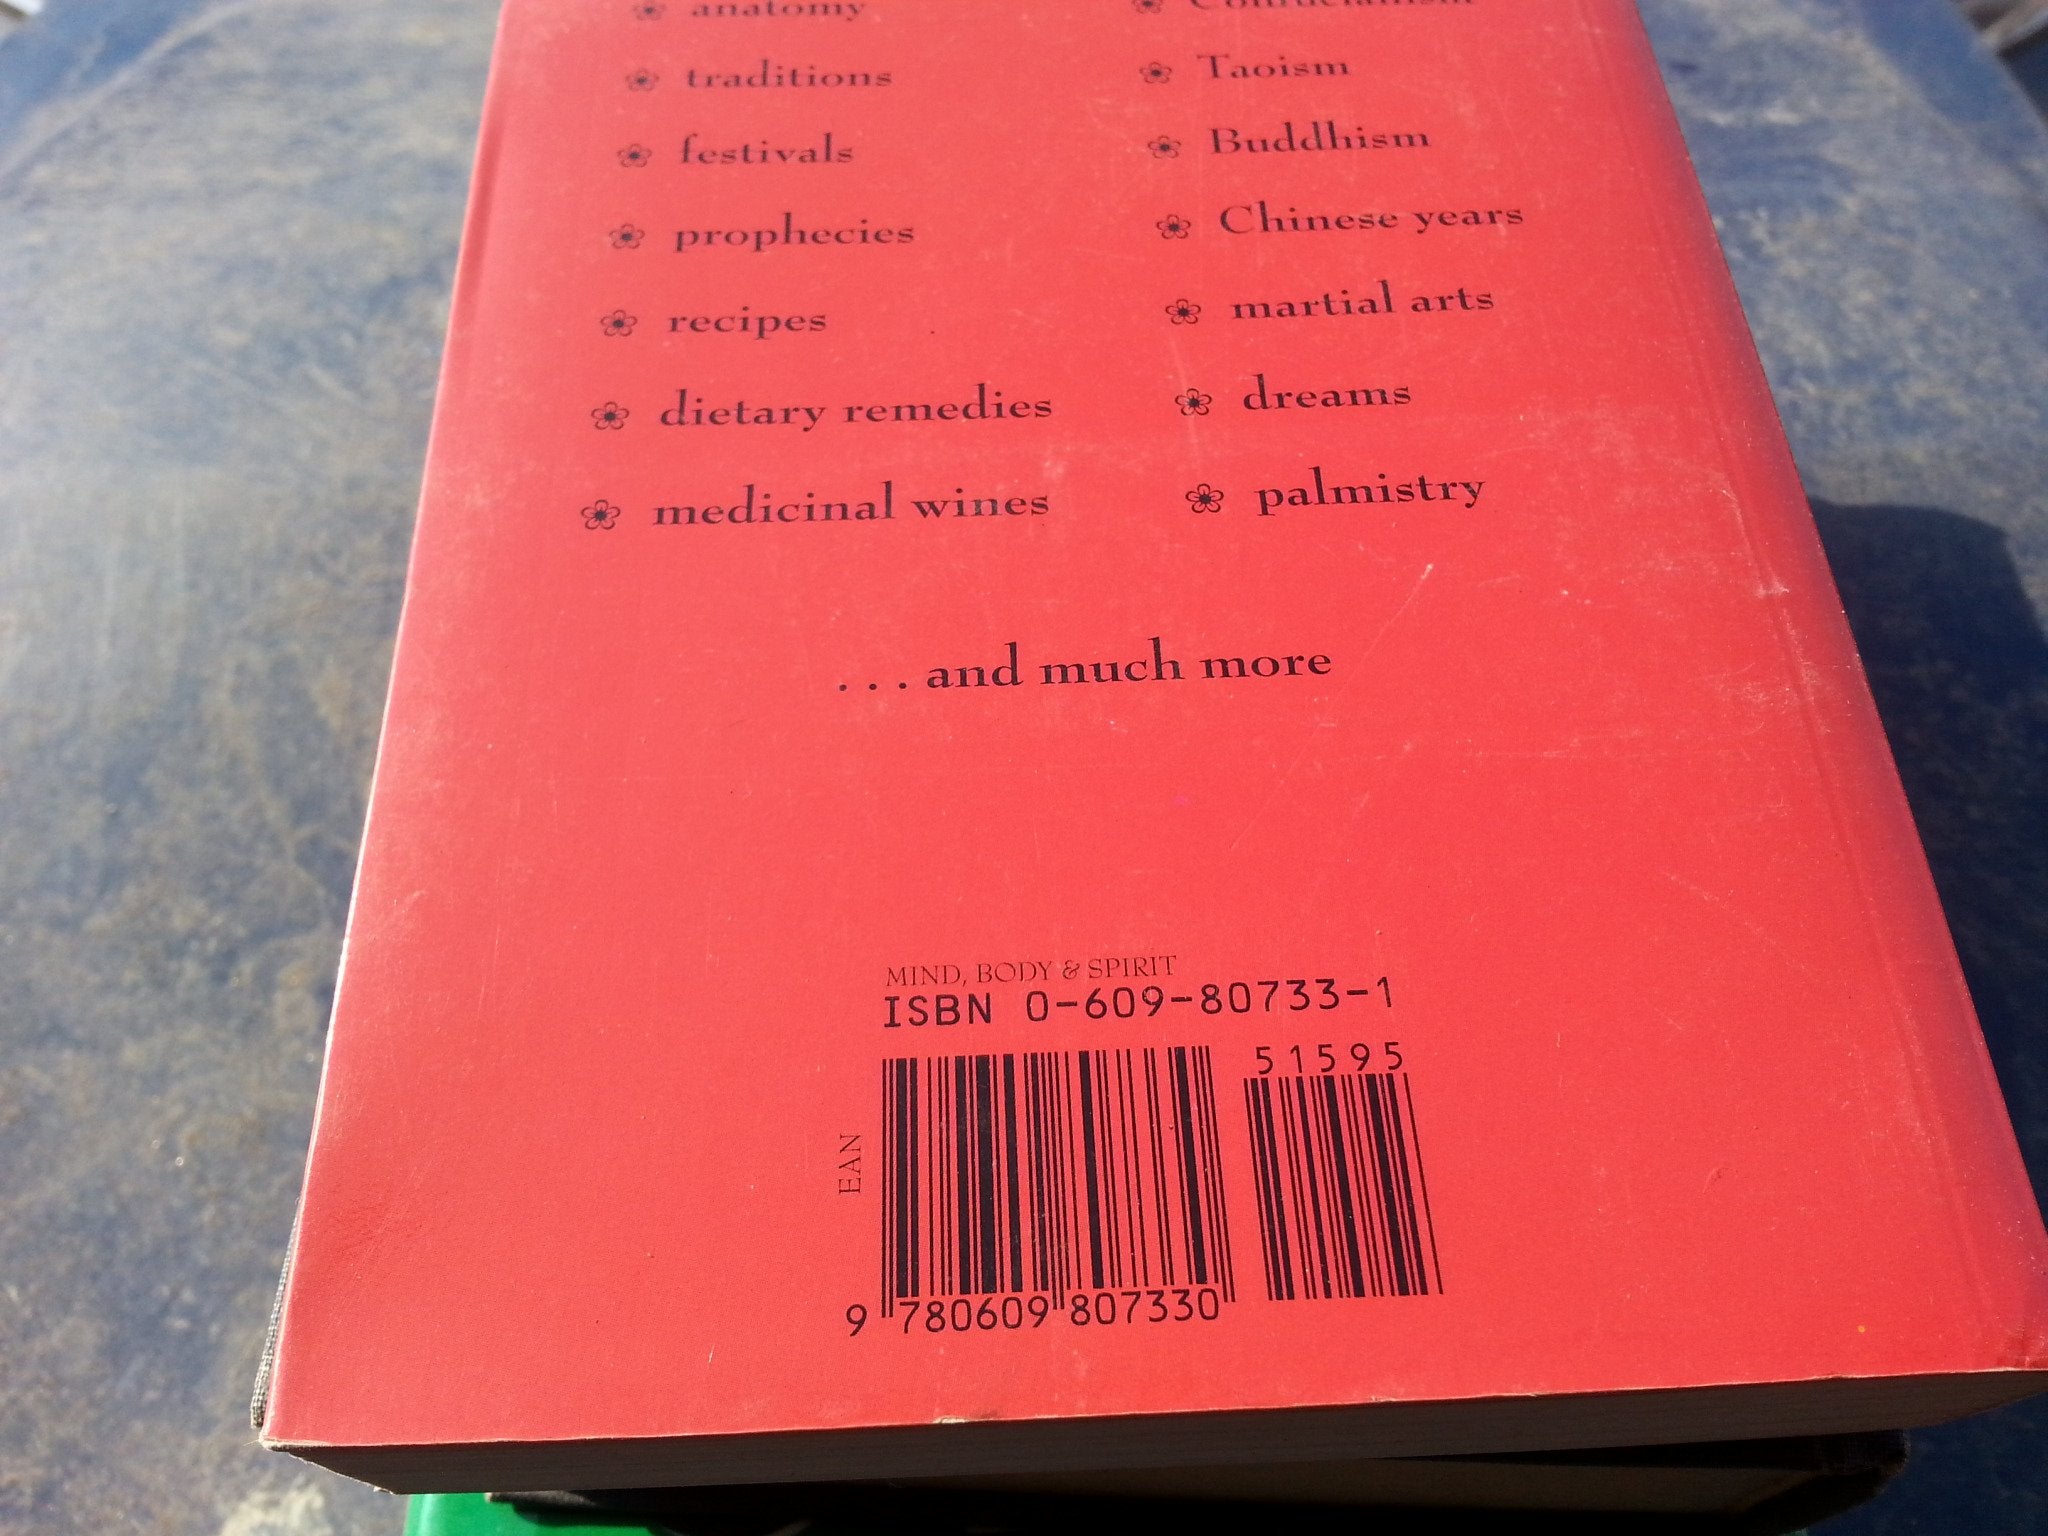 anatomy
traditions
festivals
prophecies
recipes
dietary remedies
medicinal wines
Confucianism
Taoism
Buddhism
Chinese years
martial arts
dreams
palmistry
. . . and much more
MIND, BODY & SPIRIT
ISBN 0-609-80733-1
51595
EAN
9 780609 807330